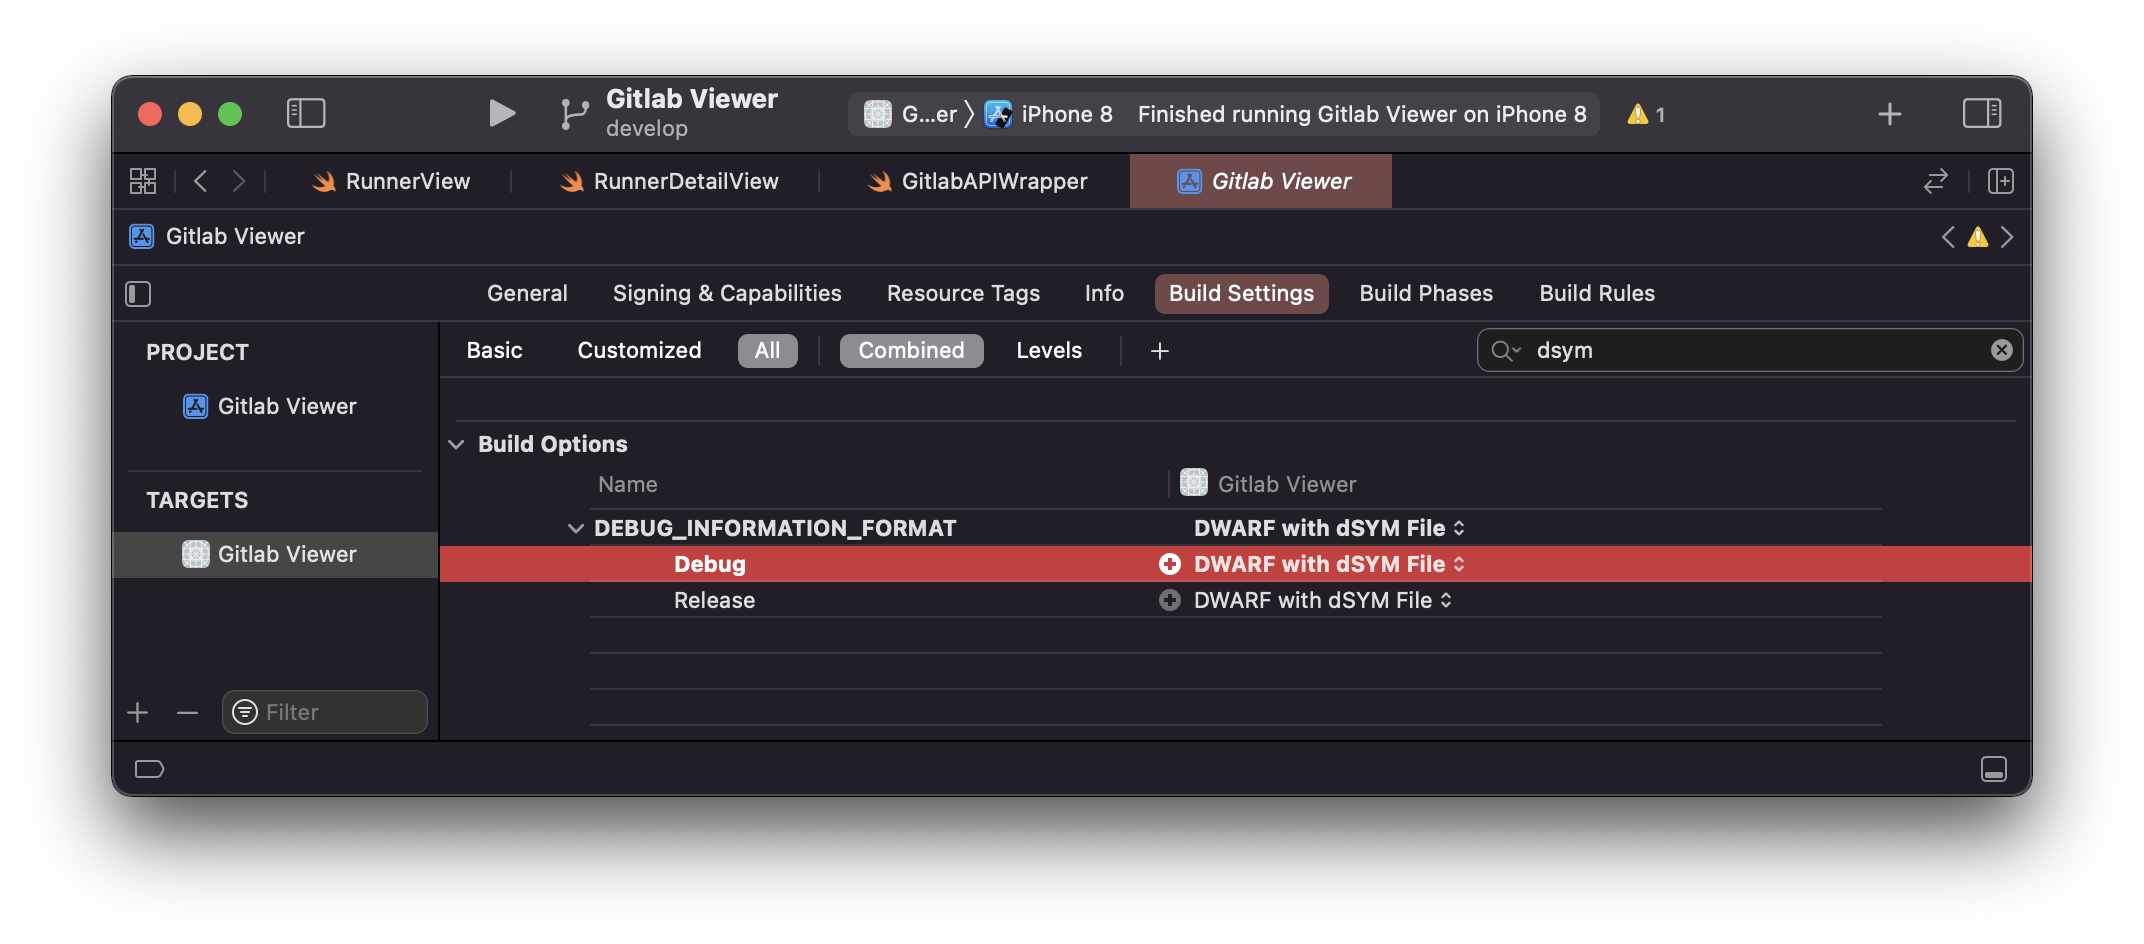 Gitlab Viewer
develop
G...er
iPhone 8
Finished running Gitlab Viewer on iPhone 8
1
RunnerView
RunnerDetailView
GitlabAPIWrapper
Gitlab Viewer
Gitlab Viewer
General
Signing & Capabilities
Resource Tags
Info
Build Settings
Build Phases
Build Rules
PROJECT
Gitlab Viewer
TARGETS
Gitlab Viewer
Filter
Basic
Customized
All
Combined
Levels
dsym
Build Options
Name
Gitlab Viewer
DEBUG_INFORMATION_FORMAT
DWARF with dSYM File
Debug
DWARF with dSYM File
Release
DWARF with dSYM File